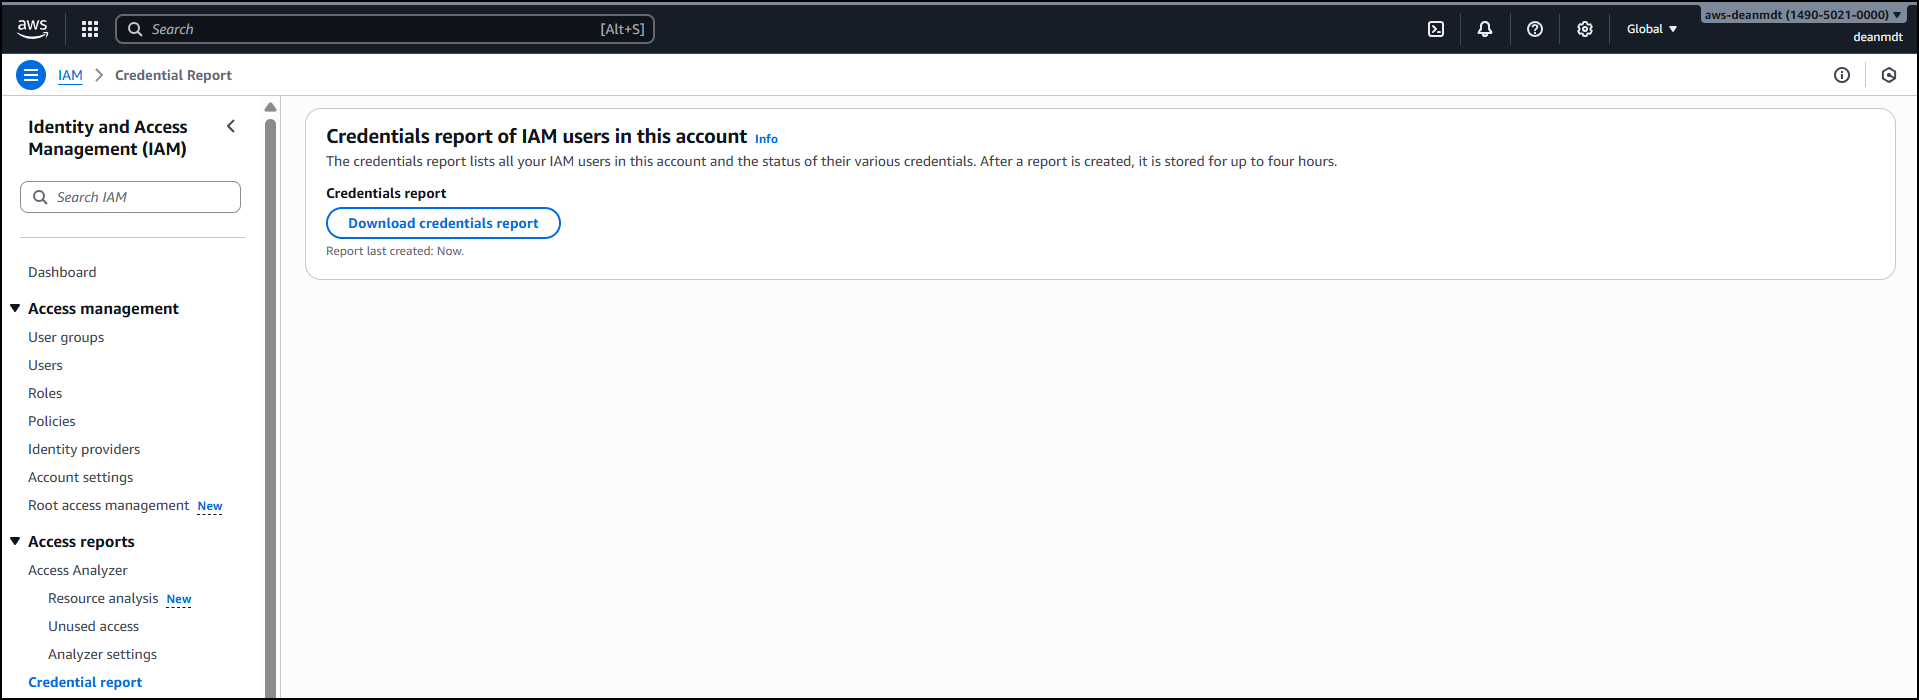 aws
Search
[Alt+S]
Global
aws-deanmdt (1490-5021-0000)
deanmdt
IAM
Credential Report
Identity and Access
Management (IAM)
Search IAM
Dashboard
Access management
User groups
Users
Roles
Policies
Identity providers
Account settings
Root access management New
Access reports
Access Analyzer
Resource analysis New
Unused access
Analyzer settings
Credential report
Credentials report of IAM users in this account Info
The credentials report lists all your IAM users in this account and the status of their various credentials. After a report is created, it is stored for up to four hours.
Credentials report
Download credentials report
Report last created: Now.